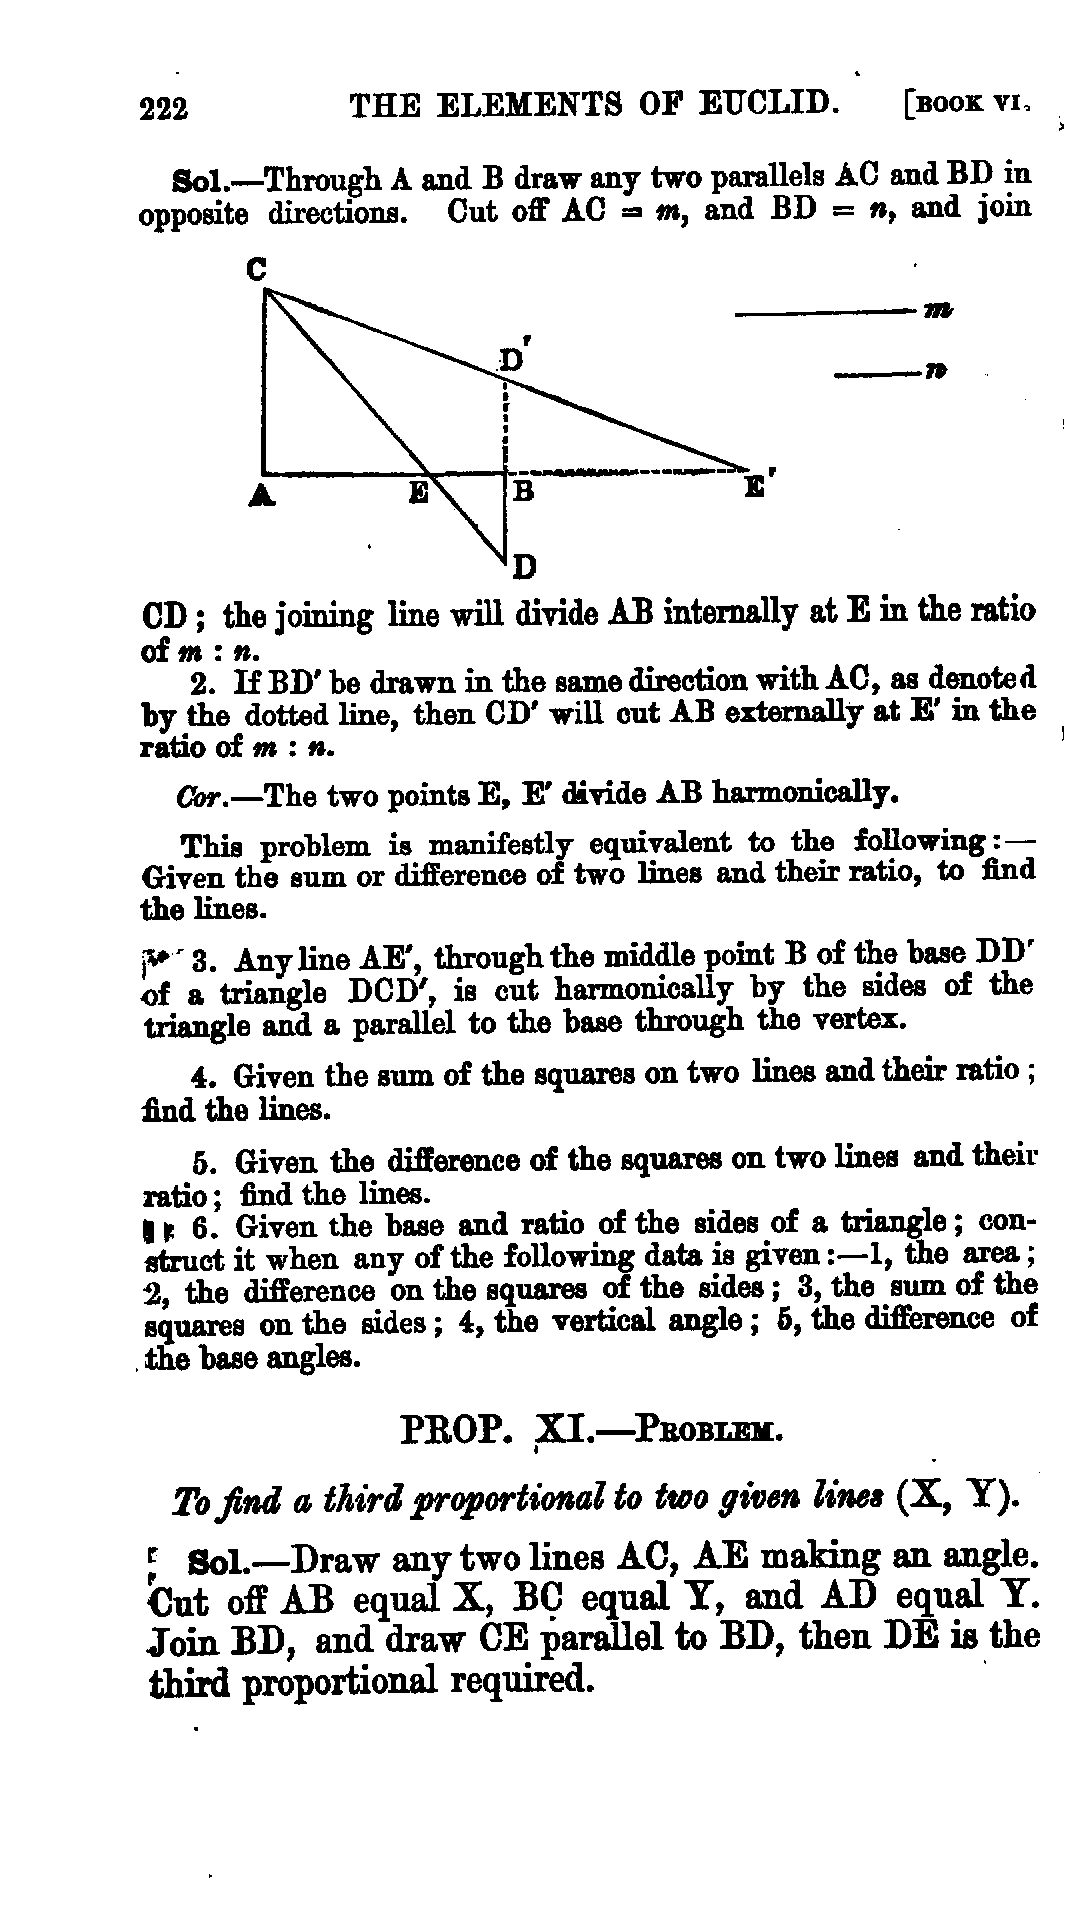 222 THE ELEMENTS OF EUCLID. [BOOK VI.
Sol.—Through A and B draw any two parallels AC and BD in
opposite directions. Cut off AC = m, and BD = n, and join
C
m
D′
n
A E B E′
D
CD; the joining line will divide AB internally at E in the ratio
of m : n.
2. If BD′ be drawn in the same direction with AC, as denoted
by the dotted line, then CD′ will cut AB externally at E′ in the
ratio of m : n.
Cor.—The two points E, E′ divide AB harmonically.
This problem is manifestly equivalent to the following:—
Given the sum or difference of two lines and their ratio, to find
the lines.
3. Any line AE′, through the middle point B of the base DD′
of a triangle DCD′, is cut harmonically by the sides of the
triangle and a parallel to the base through the vertex.
4. Given the sum of the squares on two lines and their ratio;
find the lines.
5. Given the difference of the squares on two lines and their
ratio; find the lines.
6. Given the base and ratio of the sides of a triangle; con-
struct it when any of the following data is given:—1, the area;
2, the difference on the squares of the sides; 3, the sum of the
squares on the sides; 4, the vertical angle; 5, the difference of
the base angles.
PROP. XI.—PROBLEM.
To find a third proportional to two given lines (X, Y).
Sol.—Draw any two lines AC, AE making an angle.
Cut off AB equal X, BC equal Y, and AD equal Y.
Join BD, and draw CE parallel to BD, then DE is the
third proportional required.